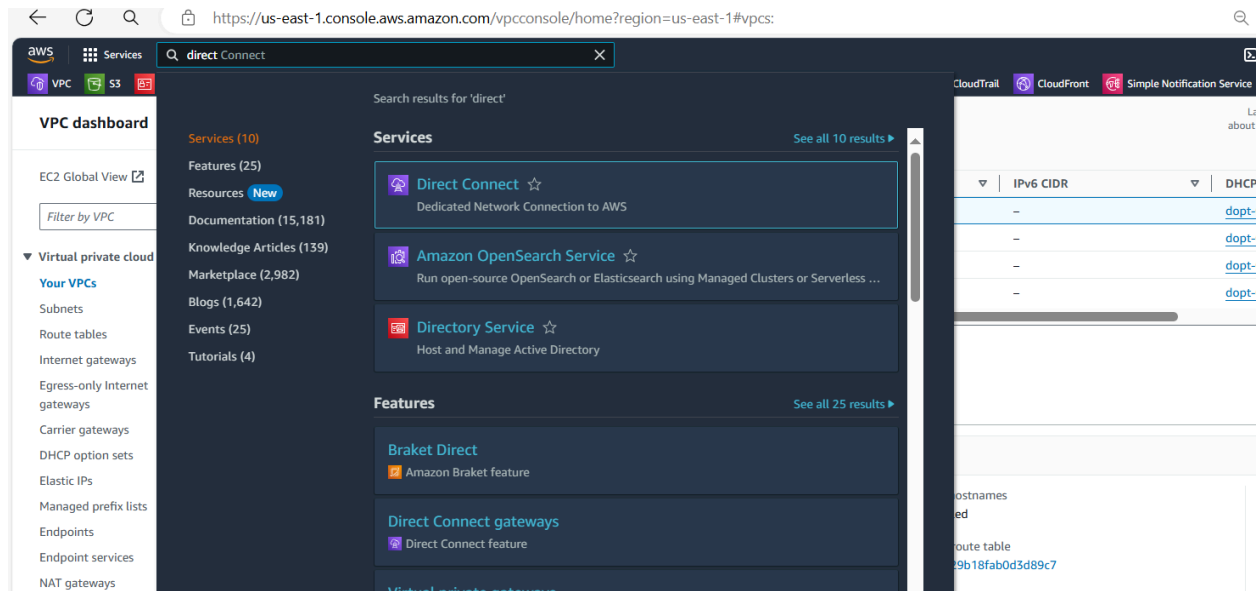 https://us-east-1.console.aws.amazon.com/vpcconsole/home?region=us-east-1#vpcs:
aws
Services
direct Connect
VPC
S3
CloudTrail
CloudFront
Simple Notification Service
VPC dashboard
EC2 Global View
Filter by VPC
Virtual private cloud
Your VPCs
Subnets
Route tables
Internet gateways
Egress-only Internet
gateways
Carrier gateways
DHCP option sets
Elastic IPs
Managed prefix lists
Endpoints
Endpoint services
NAT gateways
Search results for 'direct'
Services (10)
Features (25)
Resources New
Documentation (15,181)
Knowledge Articles (139)
Marketplace (2,982)
Blogs (1,642)
Events (25)
Tutorials (4)
Services
See all 10 results
Direct Connect
Dedicated Network Connection to AWS
Amazon OpenSearch Service
Run open-source OpenSearch or Elasticsearch using Managed Clusters or Serverless ...
Directory Service
Host and Manage Active Directory
Features
See all 25 results
Braket Direct
Amazon Braket feature
Direct Connect gateways
Direct Connect feature
about
IPv6 CIDR
DHCP
–
dopt-
–
dopt-
–
dopt-
–
dopt-
ostnames
ed
route table
29b18fab0d3d89c7